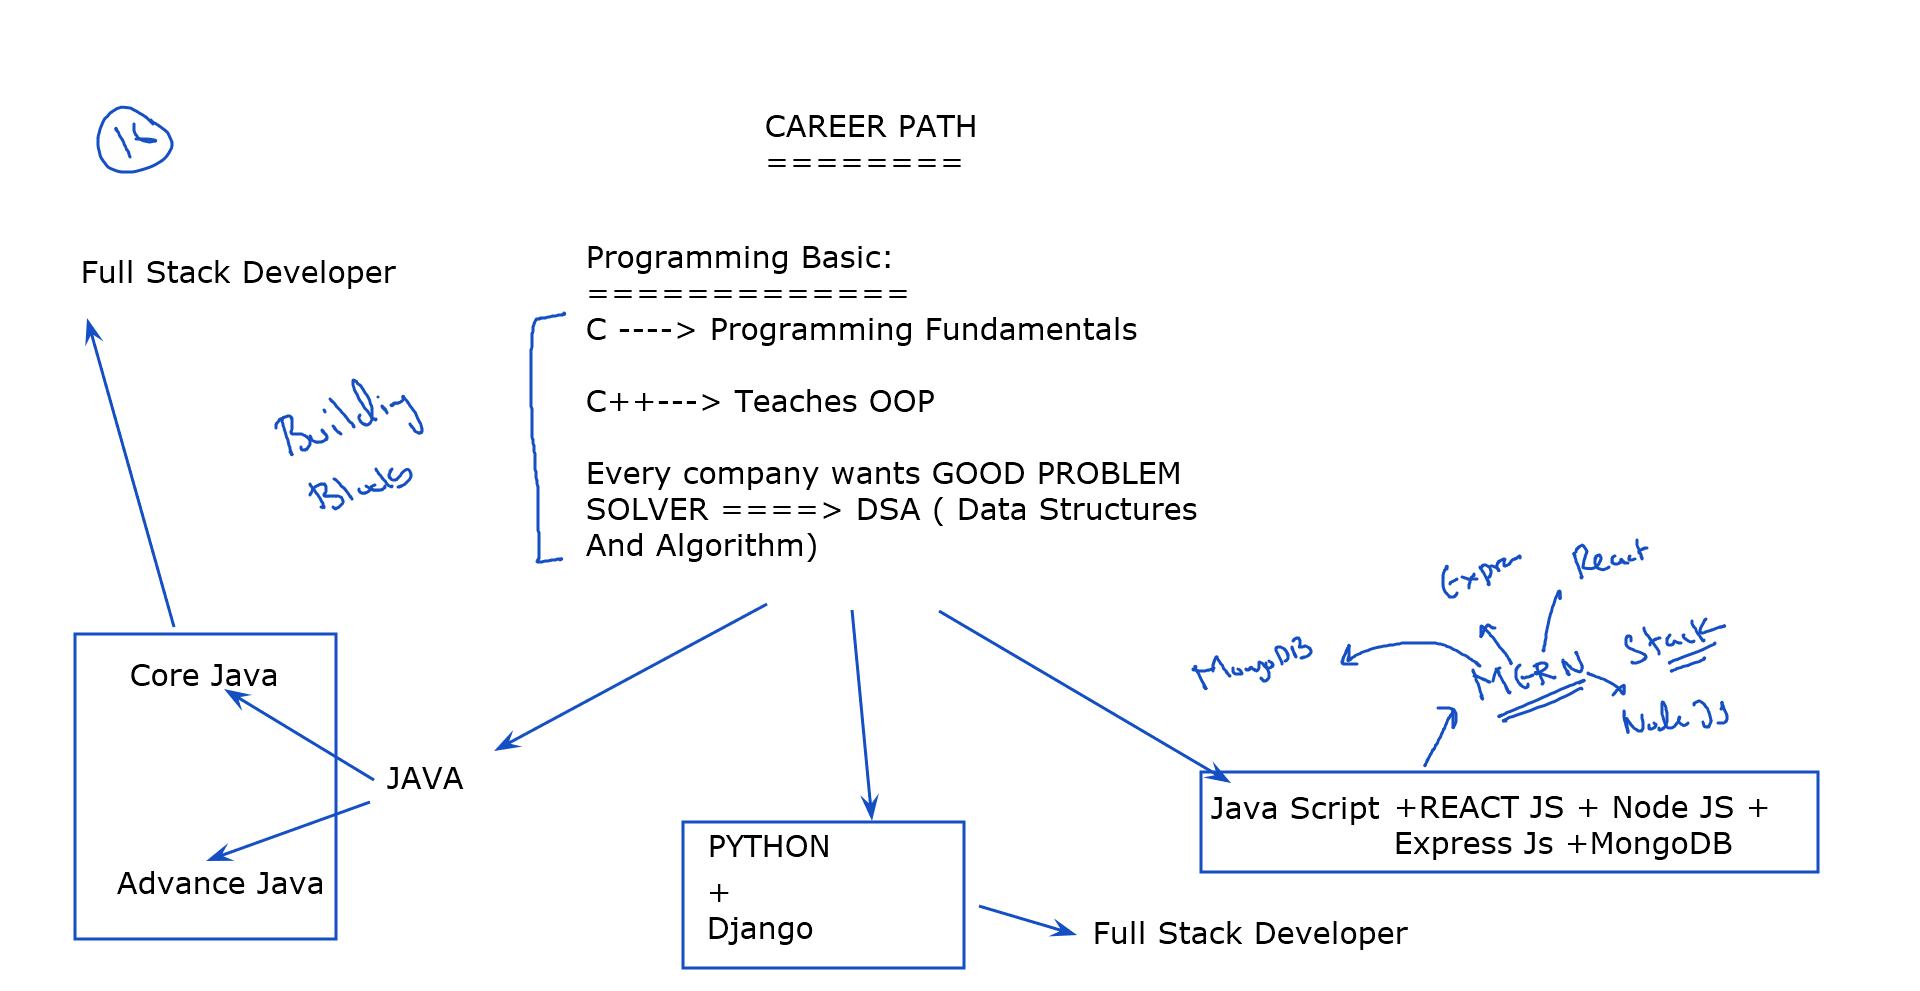 CAREER PATH
========
Full Stack Developer
Programming Basic:
=============
C ----> Programming Fundamentals
C++---> Teaches OOP
Every company wants GOOD PROBLEM
SOLVER ====> DSA ( Data Structures
And Algorithm)
Building
Blocks
Core Java
JAVA
Advance Java
PYTHON
+
Django
Full Stack Developer
React
MongoDB
MERN
Stack
Node JS
Java Script +REACT JS + Node JS +
Express Js +MongoDB